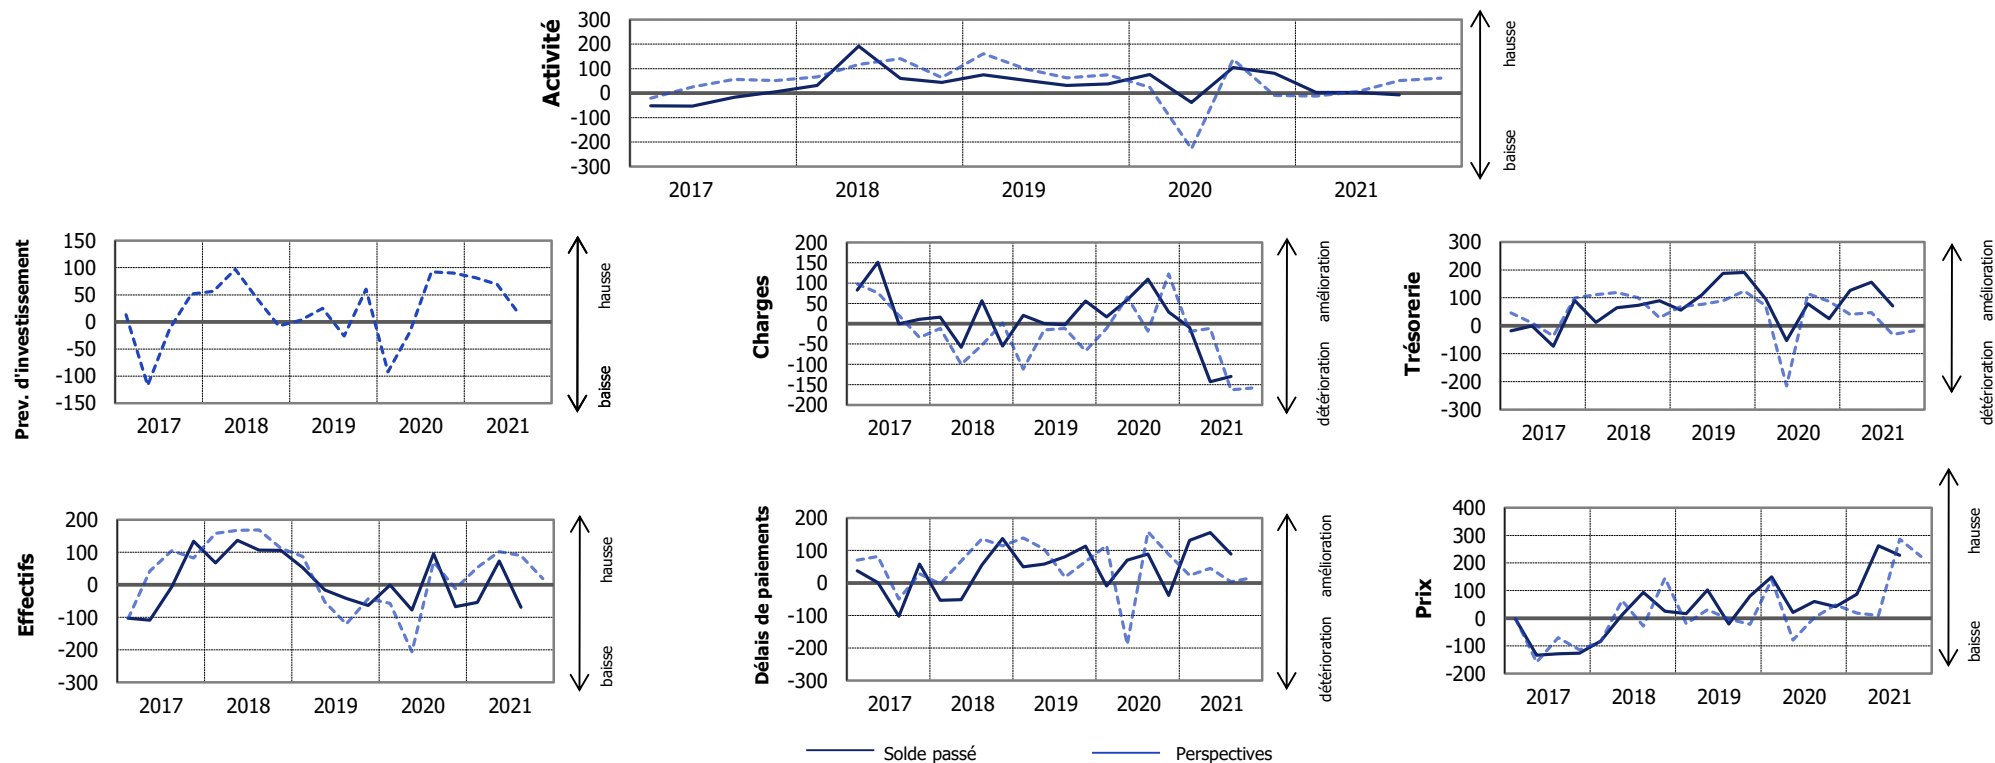 Activité
300
200
100
0
-100
-200
-300
2017 2018 2019 2020 2021
hausse
baisse
Prev. d'investissement
150
100
50
0
-50
-100
-150
2017 2018 2019 2020 2021
hausse
baisse
Charges
200
150
100
50
0
-50
-100
-150
-200
2017 2018 2019 2020 2021
amélioration
détérioration
Trésorerie
300
200
100
0
-100
-200
-300
2017 2018 2019 2020 2021
amélioration
détérioration
Effectifs
200
100
0
-100
-200
-300
2017 2018 2019 2020 2021
hausse
baisse
Délais de paiements
200
100
0
-100
-200
-300
2017 2018 2019 2020 2021
amélioration
détérioration
Prix
400
300
200
100
0
-100
-200
2017 2018 2019 2020 2021
hausse
baisse
Solde passé Perspectives